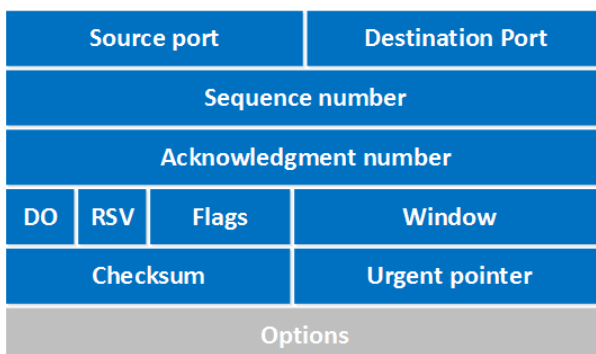 Source port Destination Port
Sequence number
Acknowledgment number
DO RSV Flags Window
Checksum Urgent pointer
Options